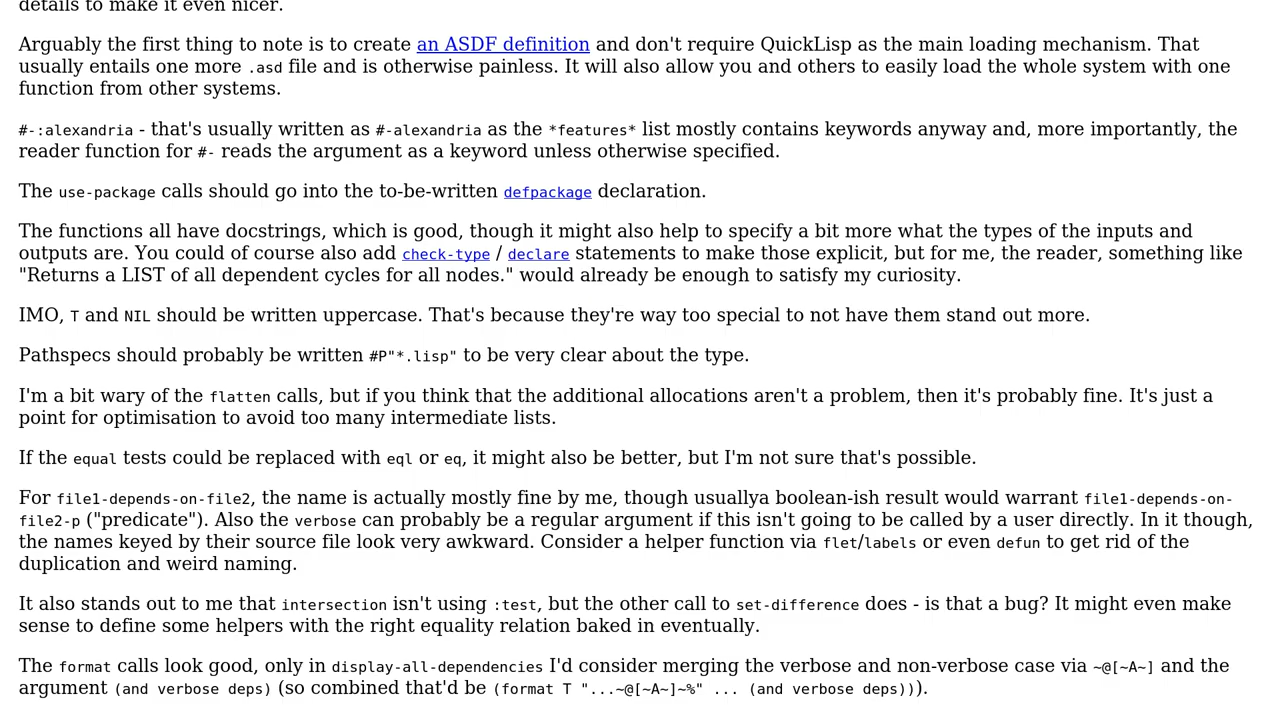 details to make it even nicer.
Arguably the first thing to note is to create an ASDF definition and don't require QuickLisp as the main loading mechanism. That
usually entails one more .asd file and is otherwise painless. It will also allow you and others to easily load the whole system with one
function from other systems.
#-:alexandria - that's usually written as #-alexandria as the *features* list mostly contains keywords anyway and, more importantly, the
reader function for #- reads the argument as a keyword unless otherwise specified.
The use-package calls should go into the to-be-written defpackage declaration.
The functions all have docstrings, which is good, though it might also help to specify a bit more what the types of the inputs and
outputs are. You could of course also add check-type / declare statements to make those explicit, but for me, the reader, something like
"Returns a LIST of all dependent cycles for all nodes." would already be enough to satisfy my curiosity.
IMO, T and NIL should be written uppercase. That's because they're way too special to not have them stand out more.
Pathspecs should probably be written #P"*.lisp" to be very clear about the type.
I'm a bit wary of the flatten calls, but if you think that the additional allocations aren't a problem, then it's probably fine. It's just a
point for optimisation to avoid too many intermediate lists.
If the equal tests could be replaced with eql or eq, it might also be better, but I'm not sure that's possible.
For file1-depends-on-file2, the name is actually mostly fine by me, though usuallya boolean-ish result would warrant file1-depends-on-
file2-p ("predicate"). Also the verbose can probably be a regular argument if this isn't going to be called by a user directly. In it though,
the names keyed by their source file look very awkward. Consider a helper function via flet/labels or even defun to get rid of the
duplication and weird naming.
It also stands out to me that intersection isn't using :test, but the other call to set-difference does - is that a bug? It might even make
sense to define some helpers with the right equality relation baked in eventually.
The format calls look good, only in display-all-dependencies I'd consider merging the verbose and non-verbose case via ~@[~A~] and the
argument (and verbose deps) (so combined that'd be (format T "...~@[~A~]~%" ... (and verbose deps))).